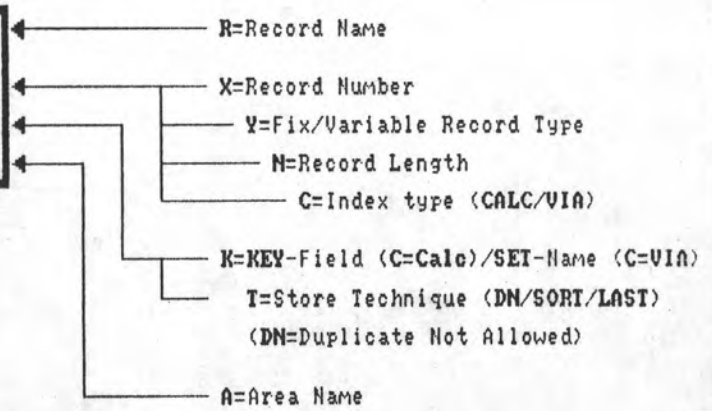 R=Record Name
X=Record Number
Y=Fix/Variable Record Type
N=Record Length
C=Index type (CALC/VIA)
K=KEY-Field (C=Calc)/SET-Name (C=VIA)
T=Store Technique (DN/SORT/LAST)
(DN=Duplicate Not Allowed)
A=Area Name